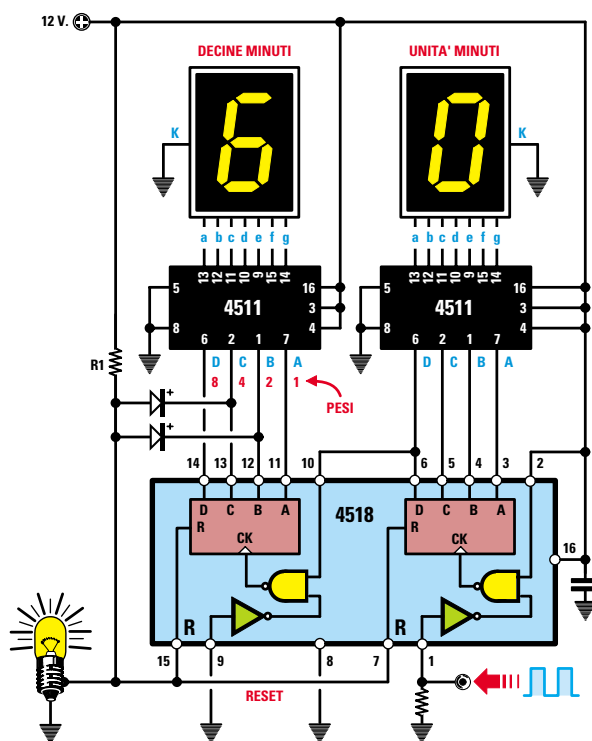 12 V.
DECINE MINUTI
UNITA' MINUTI
K
K
a b c d e f g
a b c d e f g
13 12 11 10 9 15 14
13 12 11 10 9 15 14
5
4511
16
3
8
4
5
4511
16
3
8
4
6 2 1 7
6 2 1 7
R1
D C B A
D C B A
8 4 2 1
PESI
14 13 12 11 10
6 5 4 3 2
D C B A
4518
D C B A
R
R
CK
CK
16
R
R
15 9 8 7 1
RESET